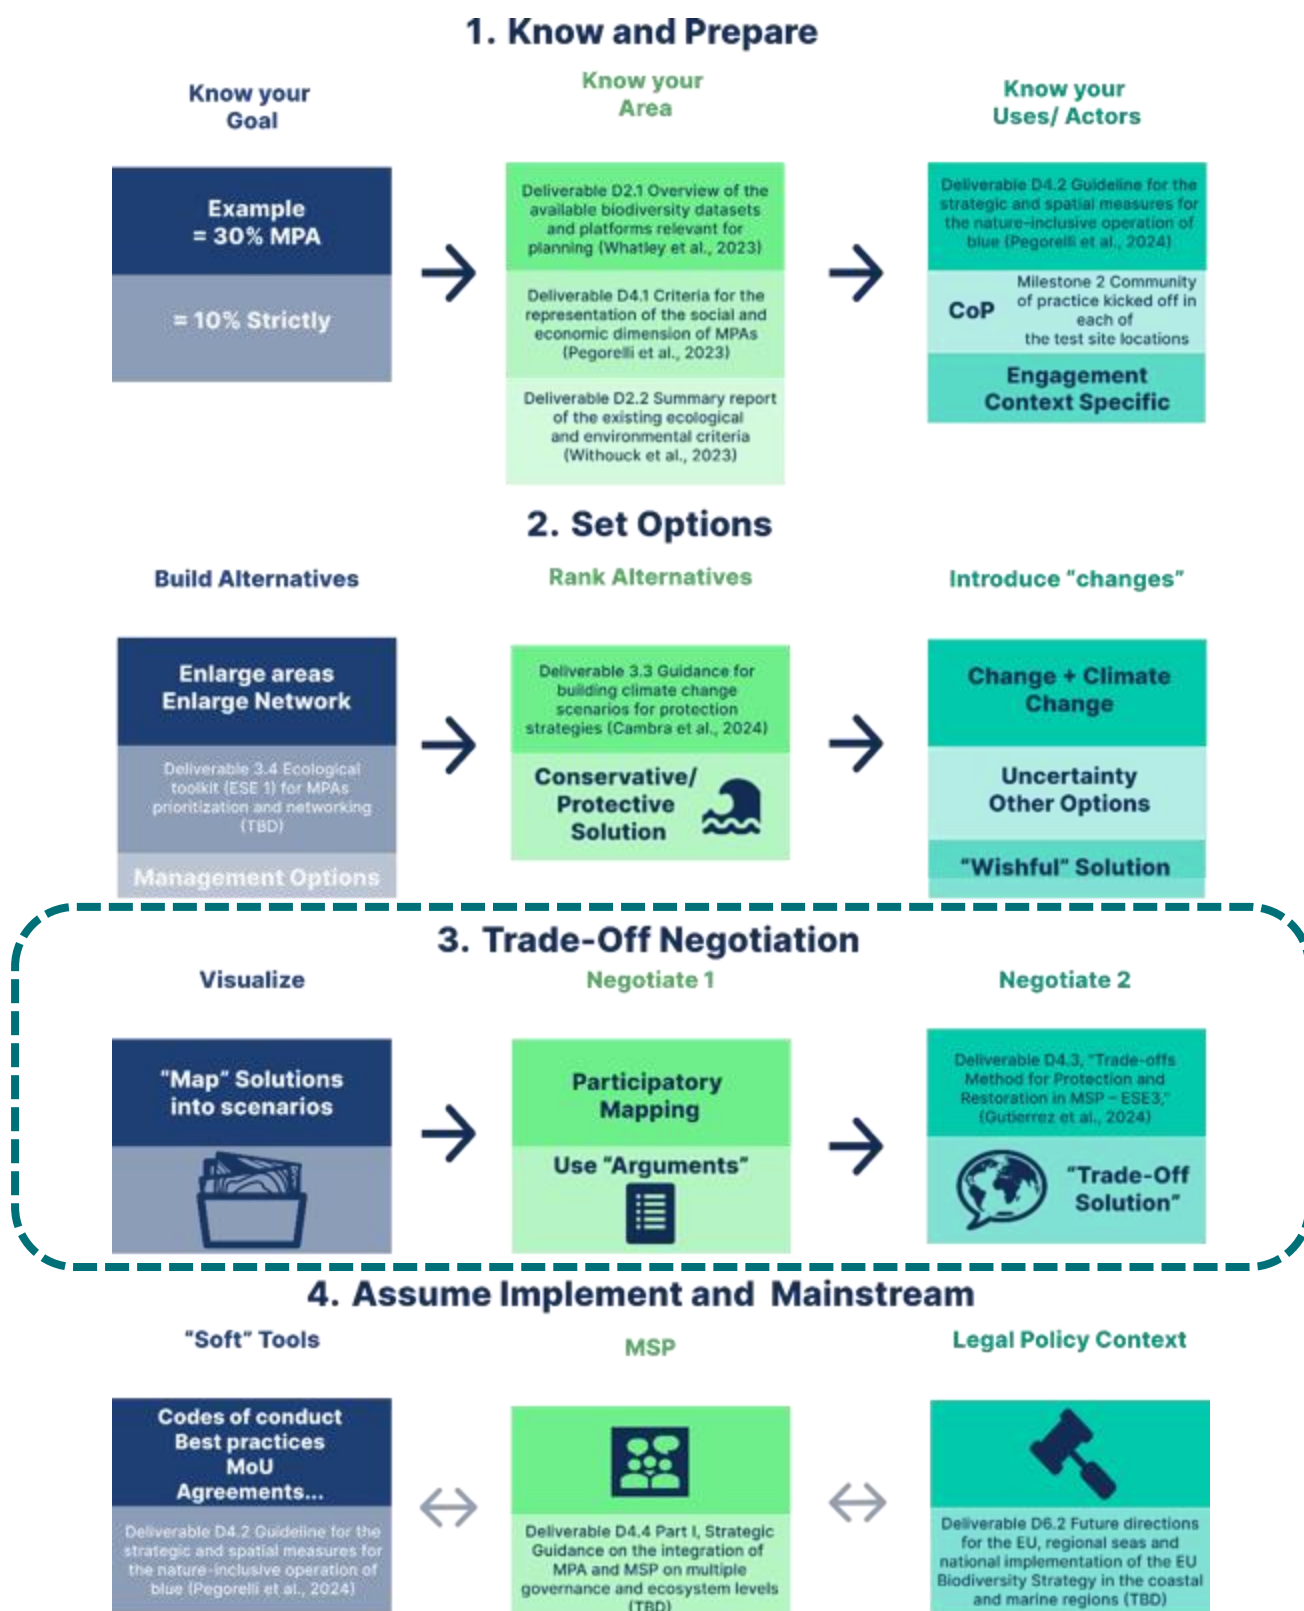 1. Know and Prepare
Know your
Goal
Know your
Area
Know your
Uses/ Actors
Example
= 30% MPA
= 10% Strictly
Deliverable D2.1 Overview of the
available biodiversity datasets
and platforms relevant for
planning (Whatley et al., 2023)
Deliverable D4.1 Criteria for the
representation of the social and
economic dimension of MPAs
(Pegorelli et al., 2023)
Deliverable D2.2 Summary report
of the existing ecological
and environmental criteria
(Withouck et al., 2023)
Deliverable D4.2 Guideline for the
strategic and spatial measures for
the nature-inclusive operation of
blue (Pegorelli et al., 2024)
CoP
Milestone 2 Community
of practice kicked off in
each of
the test site locations
Engagement
Context Specific
2. Set Options
Build Alternatives
Rank Alternatives
Introduce "changes"
Enlarge areas
Enlarge Network
Deliverable 3.4 Ecological
toolkit (ESE 1) for MPAs
prioritization and networking
(TBD)
Management Options
Deliverable 3.3 Guidance for
building climate change
scenarios for protection
strategies (Cambra et al., 2024)
Conservative/
Protective
Solution
Change + Climate
Change
Uncertainty
Other Options
"Wishful" Solution
3. Trade-Off Negotiation
Visualize
Negotiate 1
Negotiate 2
"Map" Solutions
into scenarios
Participatory
Mapping
Use "Arguments"
Deliverable D4.3, "Trade-offs
Method for Protection and
Restoration in MSP – ESE3,"
(Gutierrez et al., 2024)
"Trade-Off
Solution"
4. Assume Implement and Mainstream
"Soft" Tools
MSP
Legal Policy Context
Codes of conduct
Best practices
MoU
Agreements...
Deliverable D4.2 Guideline for the
strategic and spatial measures for
the nature-inclusive operation of
blue (Pegorelli et al., 2024)
Deliverable D4.4 Part I, Strategic
Guidance on the integration of
MPA and MSP on multiple
governance and ecosystem levels
(TBD)
Deliverable D6.2 Future directions
for the EU, regional seas and
national implementation of the EU
Biodiversity Strategy in the coastal
and marine regions (TBD)